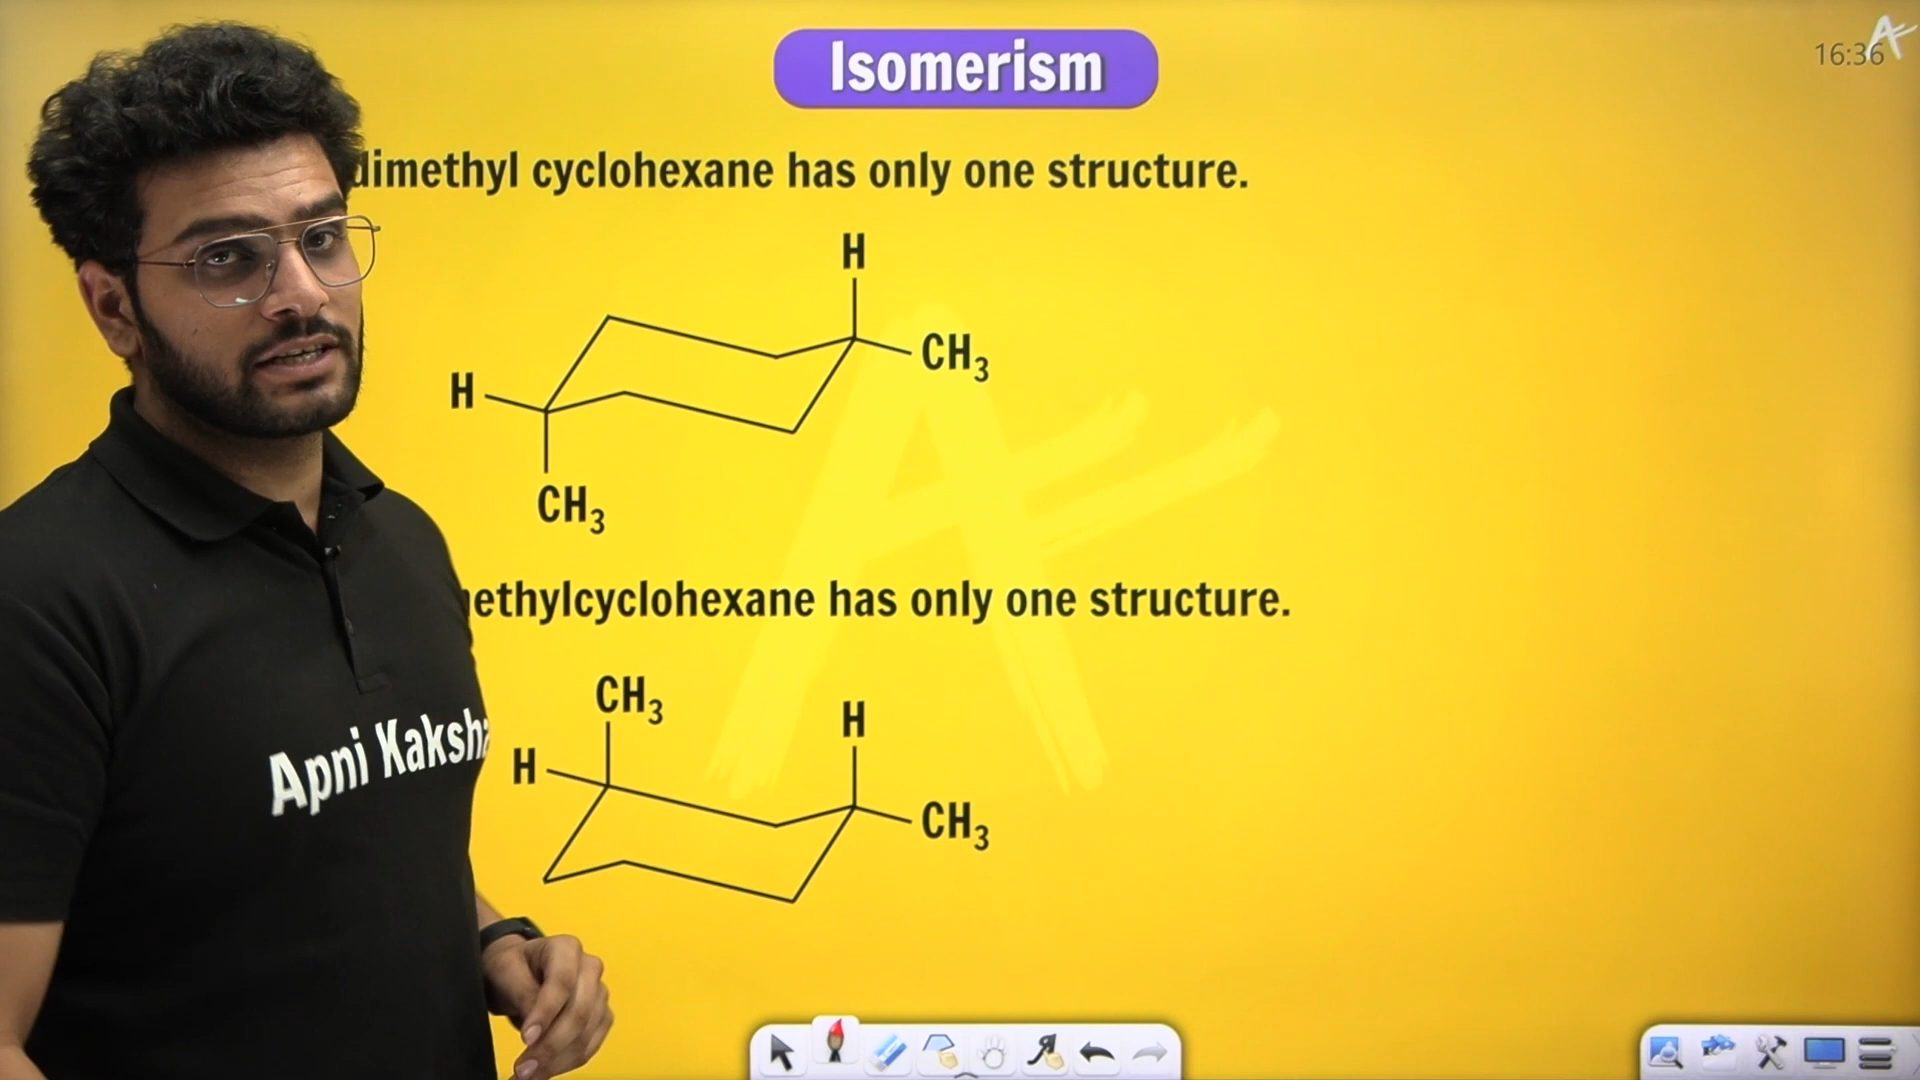 Isomerism
16:36
dimethyl cyclohexane has only one structure.
H
H
CH3
CH3
ethylcyclohexane has only one structure.
CH3
H
H
CH3
Apni Kaksha